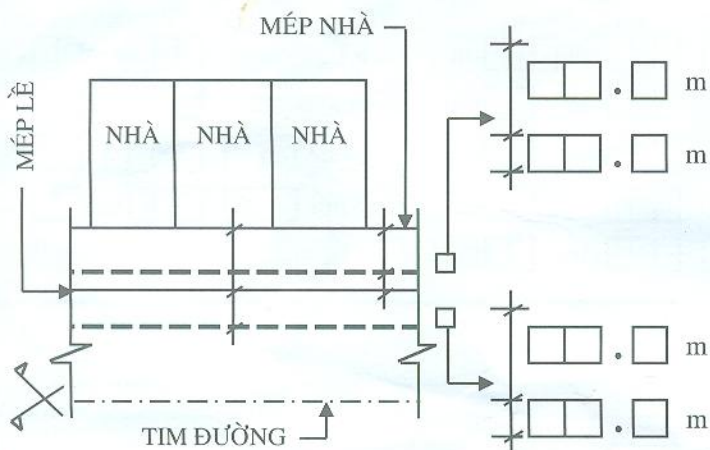 MÉP NHÀ
MÉP LỀ
NHÀ NHÀ NHÀ
. m
. m
. m
. m
TIM ĐƯỜNG